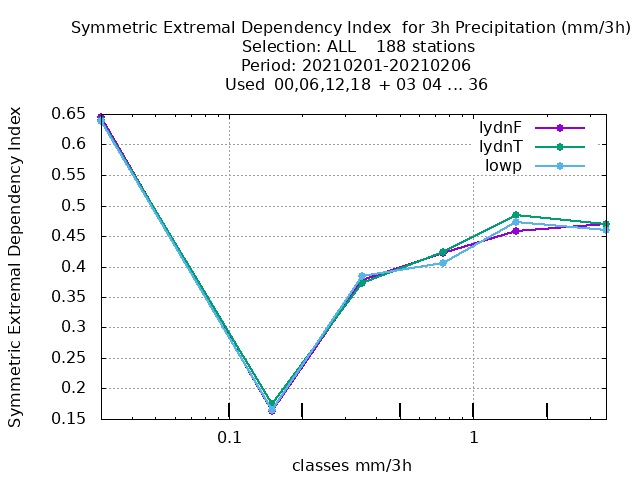 Symmetric Extremal Dependency Index  for 3h Precipitation (mm/3h)
Selection: ALL    188 stations
Period: 20210201-20210206
Used  00,06,12,18  + 03 04 ... 36
Symmetric Extremal Dependency Index
0.65
0.6
0.55
0.5
0.45
0.4
0.35
0.3
0.25
0.2
0.15
lydnF
lydnT
lowp
0.1
1
classes mm/3h